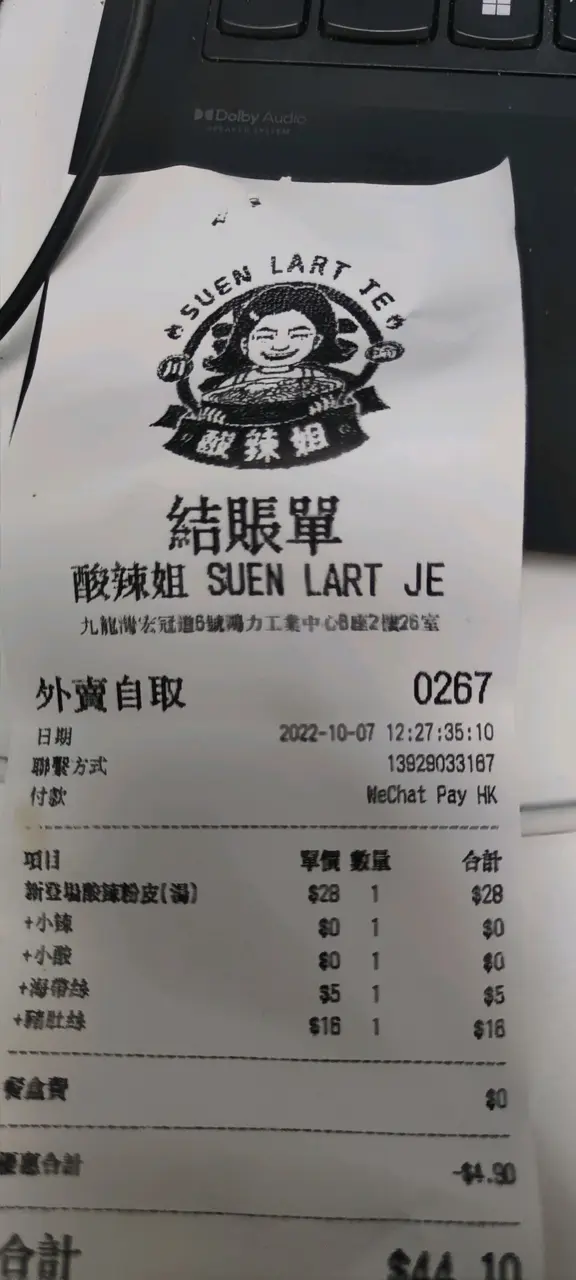 Dolby Audio
SPEAKER SYSTEM
SUEN LART JE
川
酸辣姐
結賬單
酸辣姐 SUEN LART JE
九龍灣宏冠道6號鴻力工業中心B座2樓26室
外賣自取 0267
日期 2022-10-07 12:27:35:10
聯繫方式 13929033167
付款 WeChat Pay HK
項目 單價 數量 合計
新登場酸辣粉皮(湯) $28 1 $28
+小辣 $0 1 $0
+小酸 $0 1 $0
+海帶絲 $5 1 $5
+豬肚絲 $16 1 $16
餐盒費 $0
優惠合計 -$4.90
合計 $44.10